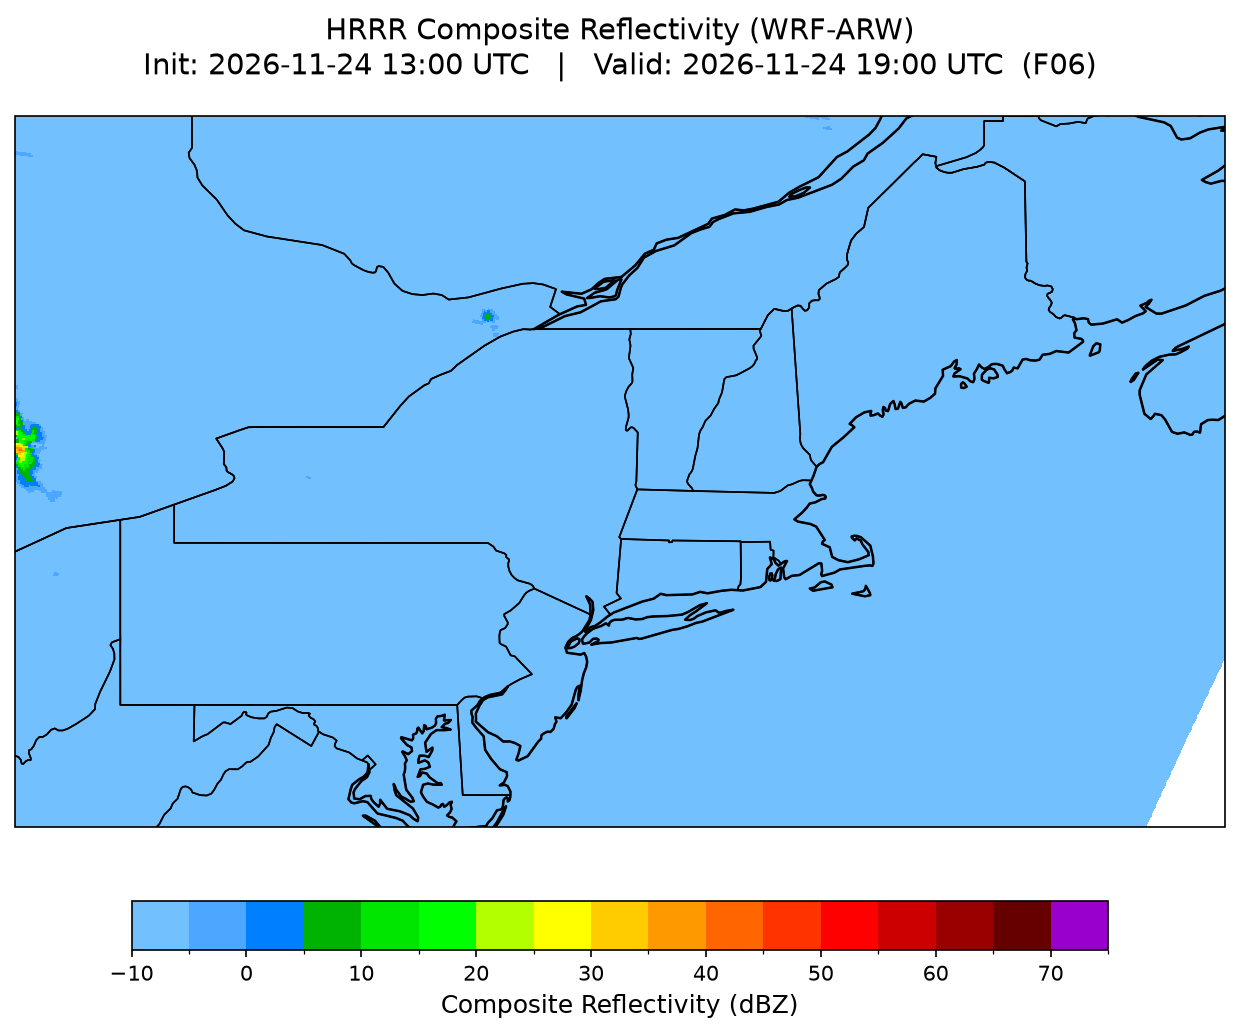 HRRR Composite Reflectivity (WRF-ARW)
Init: 2026-11-24 13:00 UTC | Valid: 2026-11-24 19:00 UTC (F06)
−10 0 10 20 30 40 50 60 70
Composite Reflectivity (dBZ)